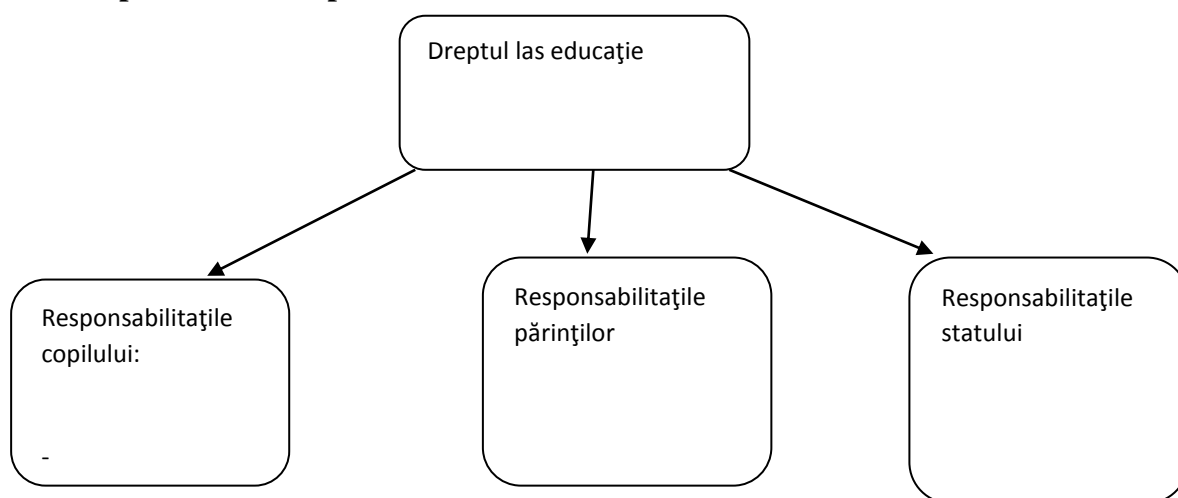 Dreptul las educaţie
Responsabilitaţile
copilului:
-
Responsabilitaţile
părinţilor
Responsabilitaţile
statului